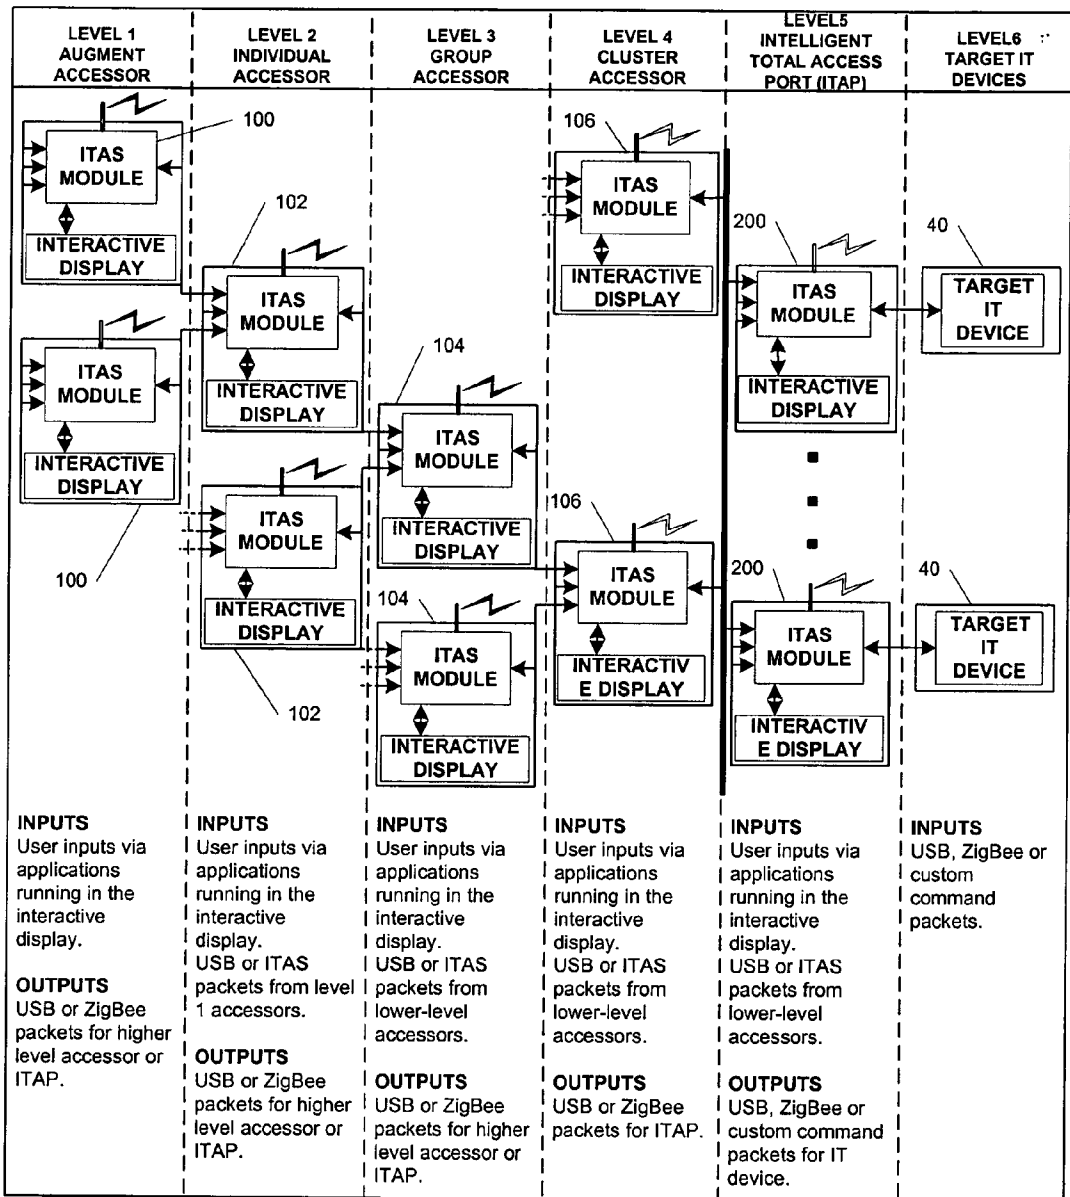 LEVEL 1
AUGMENT
ACCESSOR
LEVEL 2
INDIVIDUAL
ACCESSOR
LEVEL 3
GROUP
ACCESSOR
LEVEL 4
CLUSTER
ACCESSOR
LEVEL5
INTELLIGENT
TOTAL ACCESS
PORT (ITAP)
LEVEL6
TARGET IT
DEVICES
100
ITAS
MODULE
INTERACTIVE
DISPLAY
ITAS
MODULE
INTERACTIVE
DISPLAY
100
102
ITAS
MODULE
INTERACTIVE
DISPLAY
ITAS
MODULE
INTERACTIVE
DISPLAY
102
104
ITAS
MODULE
INTERACTIVE
DISPLAY
104
ITAS
MODULE
INTERACTIVE
DISPLAY
106
ITAS
MODULE
INTERACTIVE
DISPLAY
106
ITAS
MODULE
INTERACTIV
E DISPLAY
200
ITAS
MODULE
INTERACTIVE
DISPLAY
200
ITAS
MODULE
INTERACTIV
E DISPLAY
40
TARGET
IT
DEVICE
40
TARGET
IT
DEVICE
INPUTS
User inputs via
applications
running in the
interactive
display.
OUTPUTS
USB or ZigBee
packets for higher
level accessor or
ITAP.
INPUTS
User inputs via
applications
running in the
interactive
display.
USB or ITAS
packets from level
1 accessors.
OUTPUTS
USB or ZigBee
packets for higher
level accessor or
ITAP.
INPUTS
User inputs via
applications
running in the
interactive
display.
USB or ITAS
packets from
lower-level
accessors.
OUTPUTS
USB or ZigBee
packets for higher
level accessor or
ITAP.
INPUTS
User inputs via
applications
running in the
interactive
display.
USB or ITAS
packets from
lower-level
accessors.
OUTPUTS
USB or ZigBee
packets for ITAP.
INPUTS
User inputs via
applications
running in the
interactive
display.
USB or ITAS
packets from
lower-level
accessors.
OUTPUTS
USB, ZigBee or
custom command
packets for IT
device.
INPUTS
USB, ZigBee or
custom
command
packets.